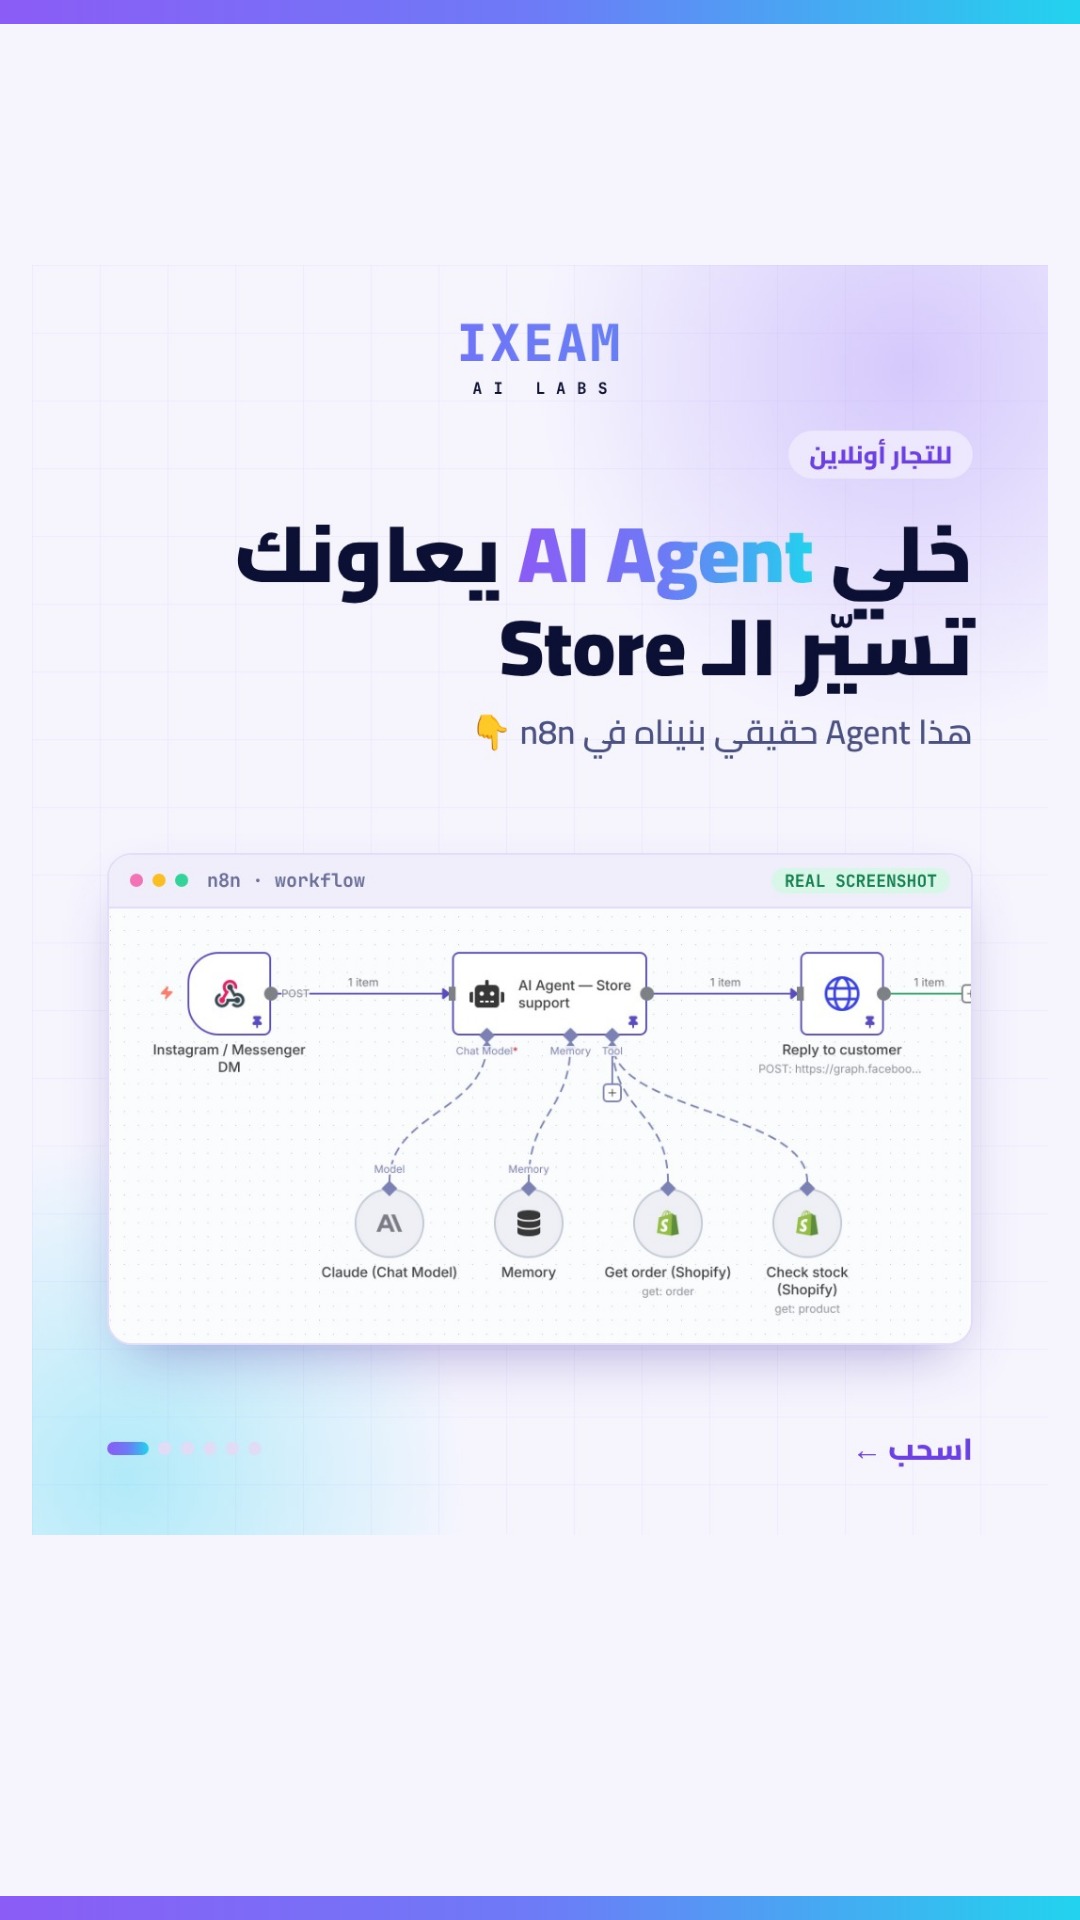 IXEAM
AI LABS
للتجار أونلاين
خلي AI Agent يعاونك
تسيّر الـ Store
هذا Agent حقيقي بنيناه في n8n 👇
n8n · workflow
REAL SCREENSHOT
POST
1 item
AI Agent — Store
support
1 item
1 item
Instagram / Messenger
DM
Chat Model*
Memory
Tool
Reply to customer
POST: https://graph.faceboo...
Model
Memory
Claude (Chat Model)
Memory
Get order (Shopify)
get: order
Check stock
(Shopify)
get: product
اسحب ←